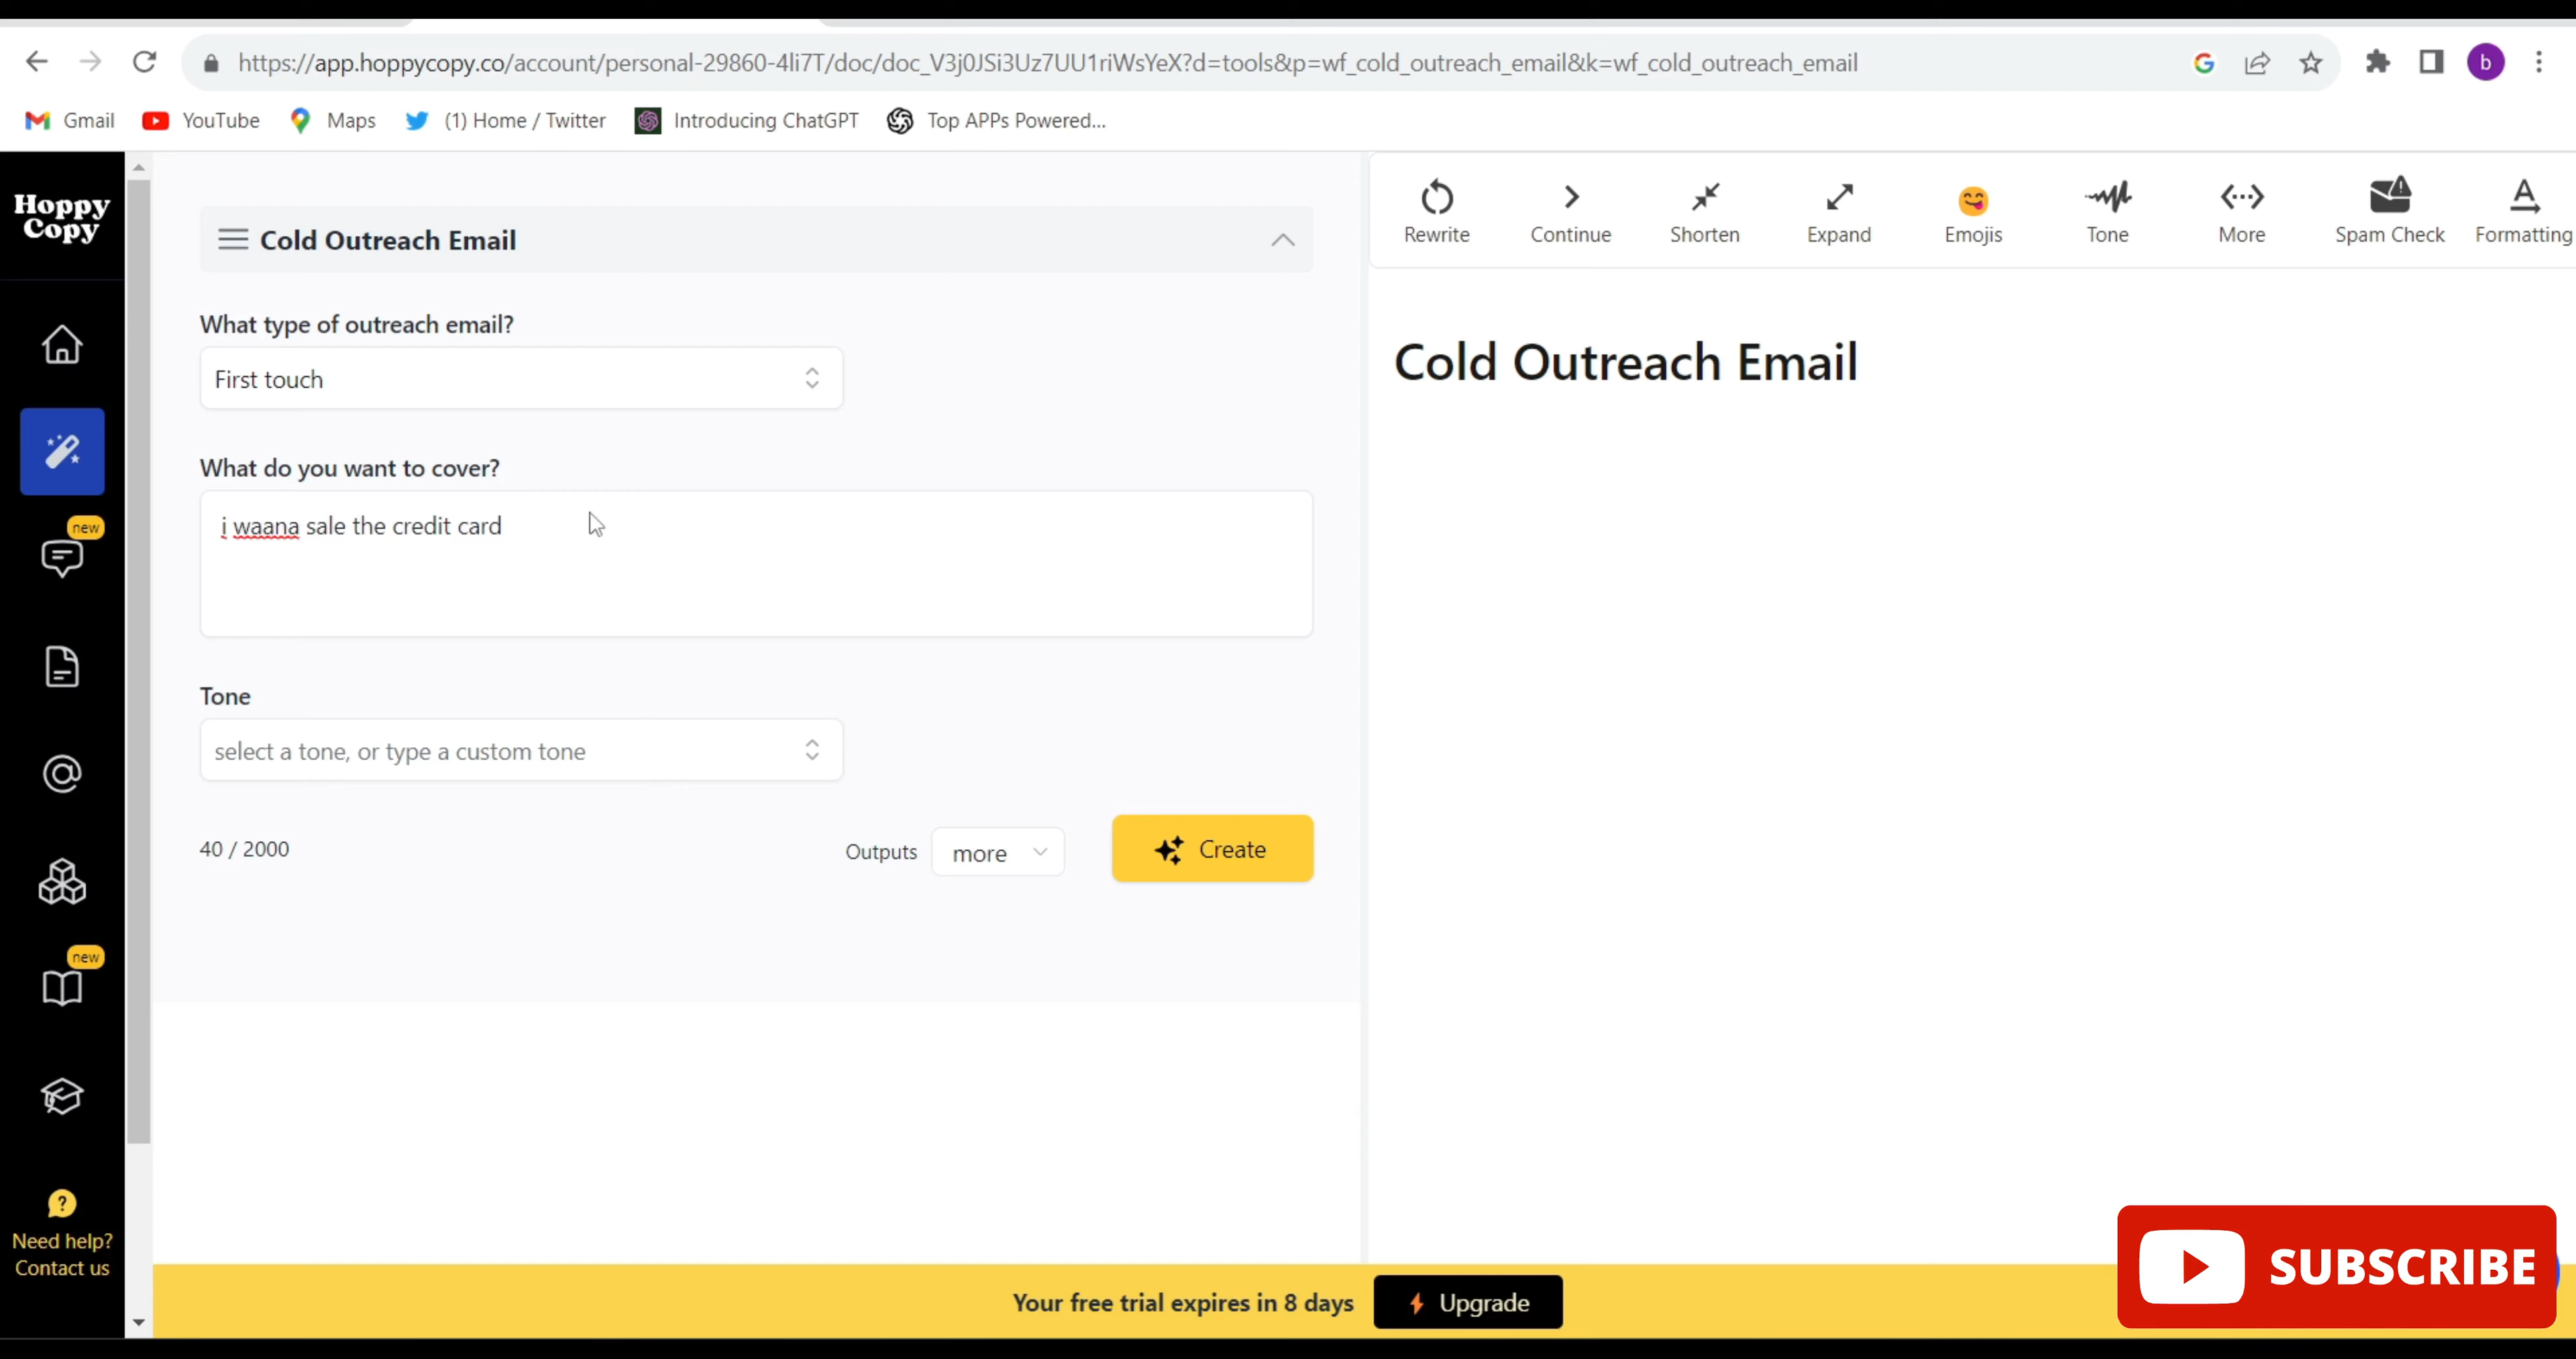 https://app.hoppycopy.co/account/personal-29860-4li7T/doc/doc_V3j0JSi3Uz7UU1riWsYeX?d=tools&p=wf_cold_outreach_email&k=wf_cold_outreach_email
b
Gmail YouTube Maps (1) Home / Twitter Introducing ChatGPT Top APPs Powered...
Hoppy
Copy
Rewrite Continue Shorten Expand Emojis Tone More Spam Check Formatting
Cold Outreach Email
What type of outreach email?
First touch
What do you want to cover?
i waana sale the credit card
Tone
select a tone, or type a custom tone
40 / 2000
Outputs more
Create
Cold Outreach Email
new
new
Need help?
Contact us
Your free trial expires in 8 days Upgrade
SUBSCRIBE